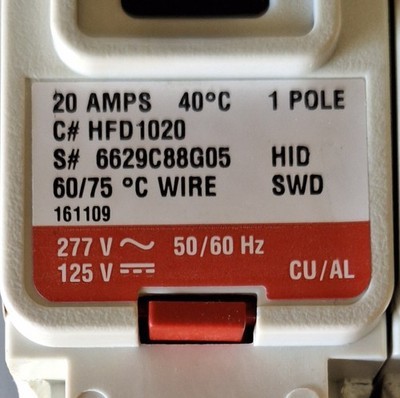 20 AMPS 40°C 1 POLE
C# HFD1020
S# 6629C88G05 HID
60/75 °C WIRE SWD
161109
277 V ~ 50/60 Hz
125 V ⎓ CU/AL